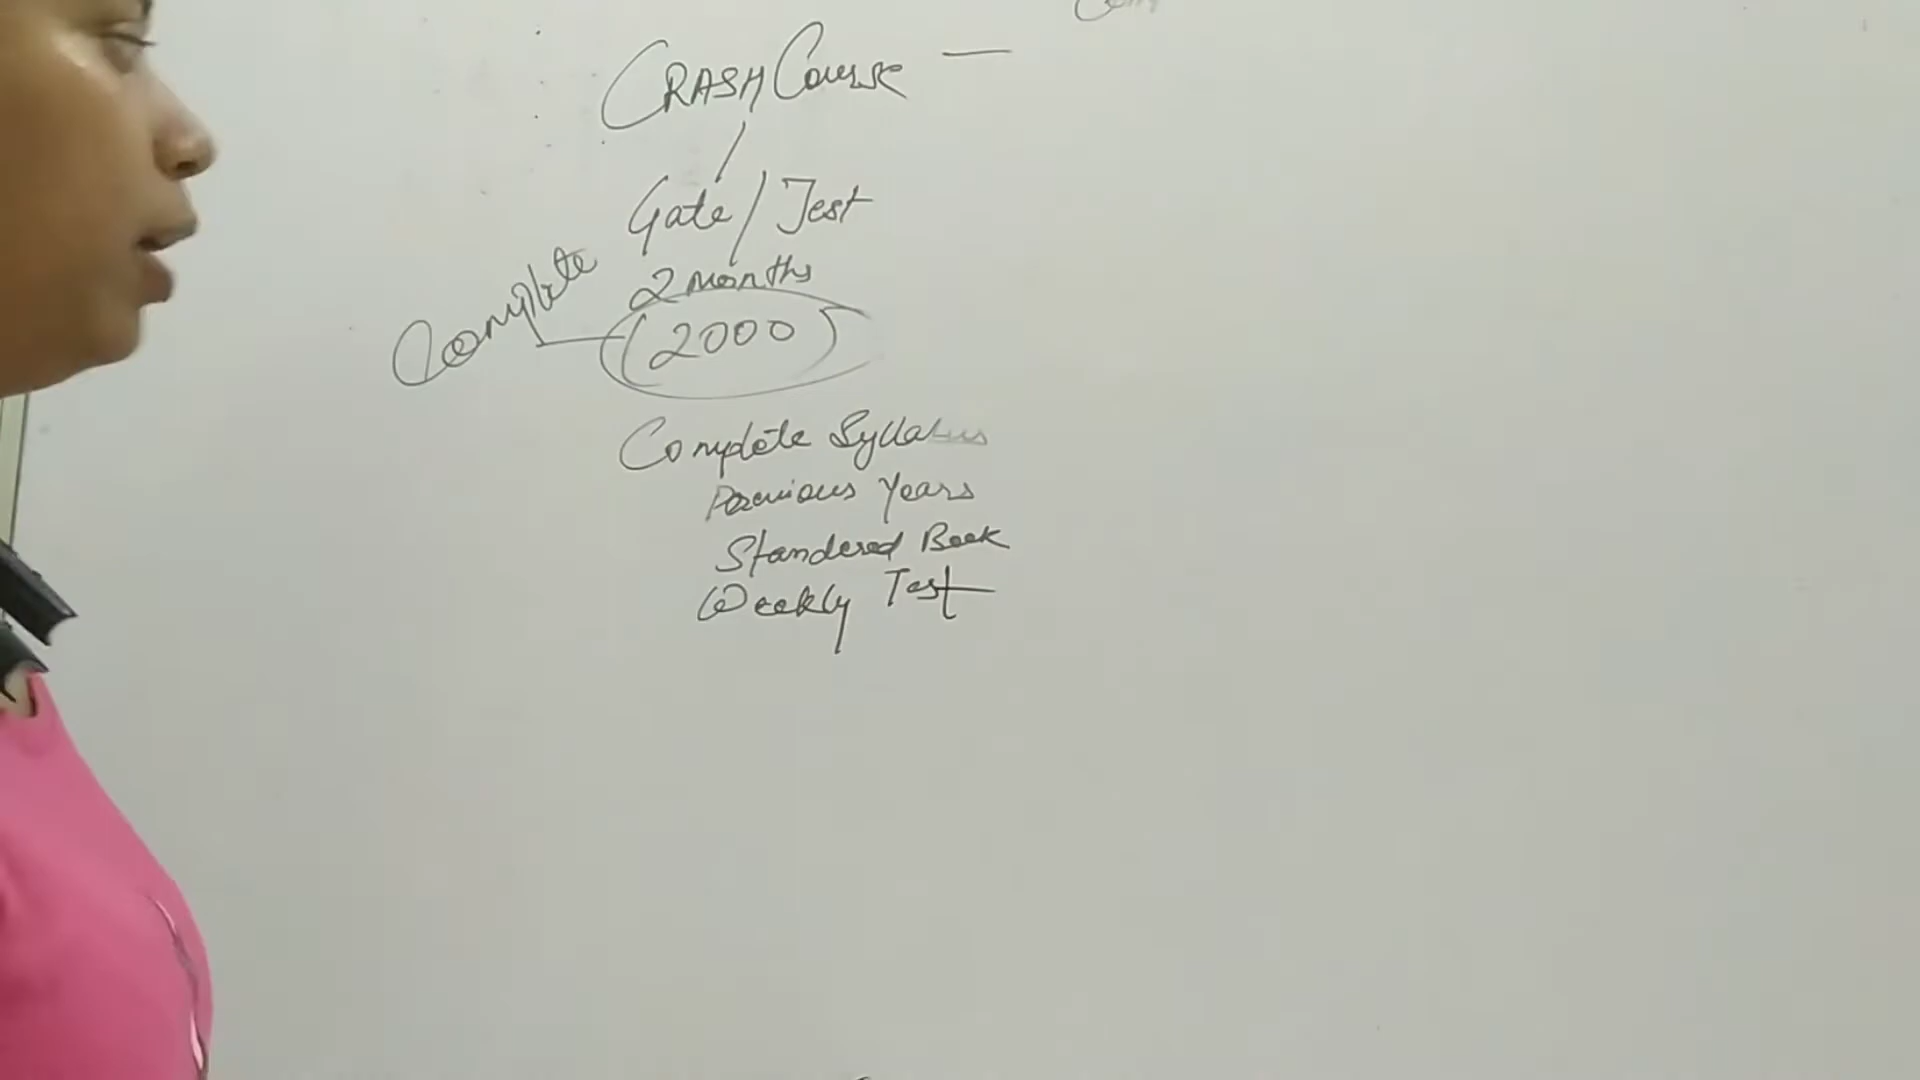 CRASH Course —
Gate/Test
2 months
Complete
(2000)
Complete Syllabus
Previous Years
Standered Book
Weekly Test